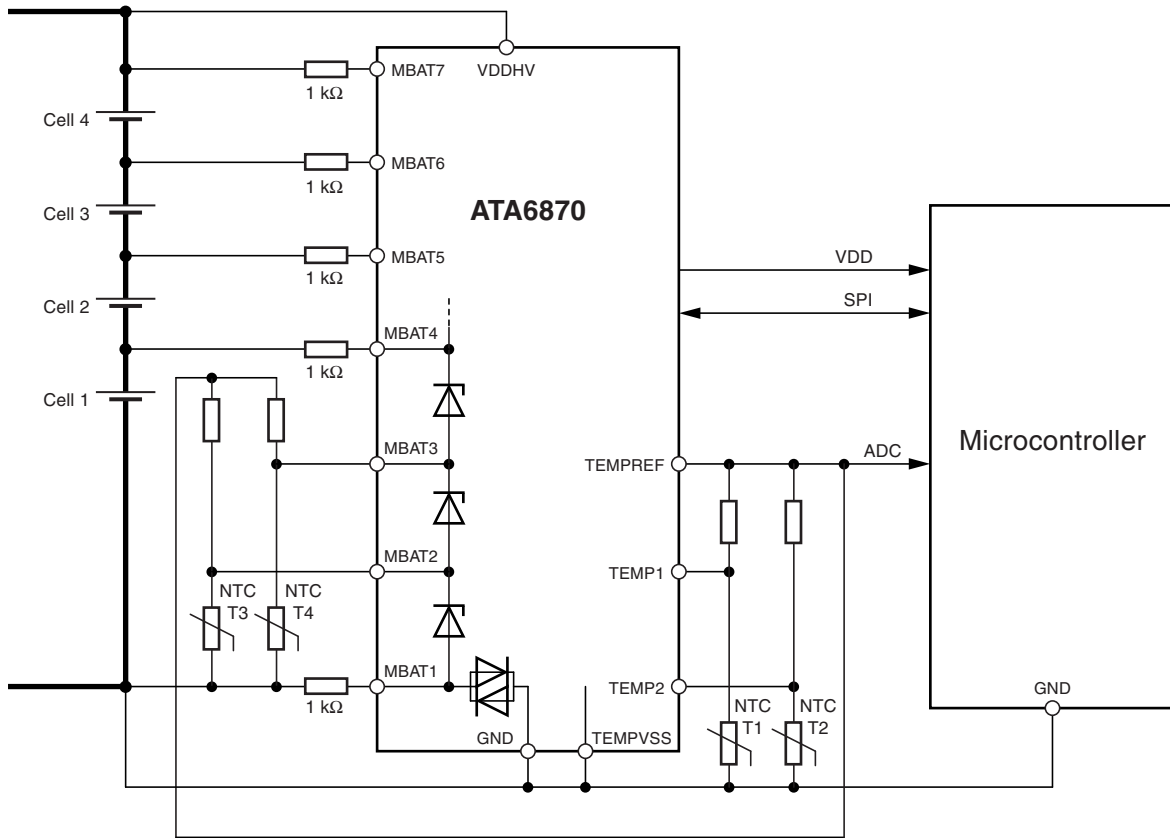 MBAT7
VDDHV
1 kΩ
Cell 4
MBAT6
1 kΩ
ATA6870
Cell 3
MBAT5
VDD
1 kΩ
SPI
Cell 2
MBAT4
1 kΩ
Cell 1
Microcontroller
MBAT3
TEMPREF
ADC
MBAT2
TEMP1
NTC
T3
NTC
T4
MBAT1
TEMP2
GND
1 kΩ
NTC
T1
NTC
T2
GND
TEMPVSS